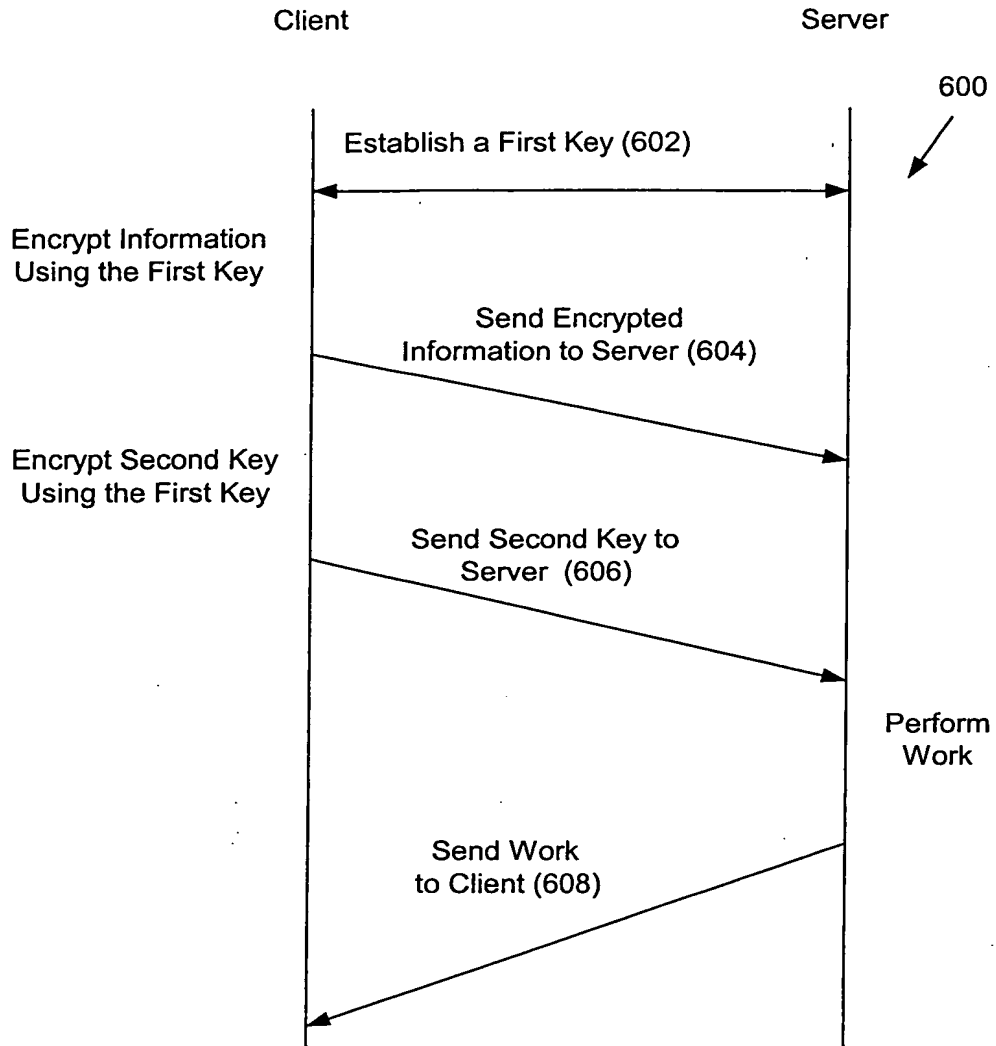 Client
Server
600
Establish a First Key (602)
Encrypt Information
Using the First Key
Send Encrypted
Information to Server (604)
Encrypt Second Key
Using the First Key
Send Second Key to
Server (606)
Perform
Work
Send Work
to Client (608)